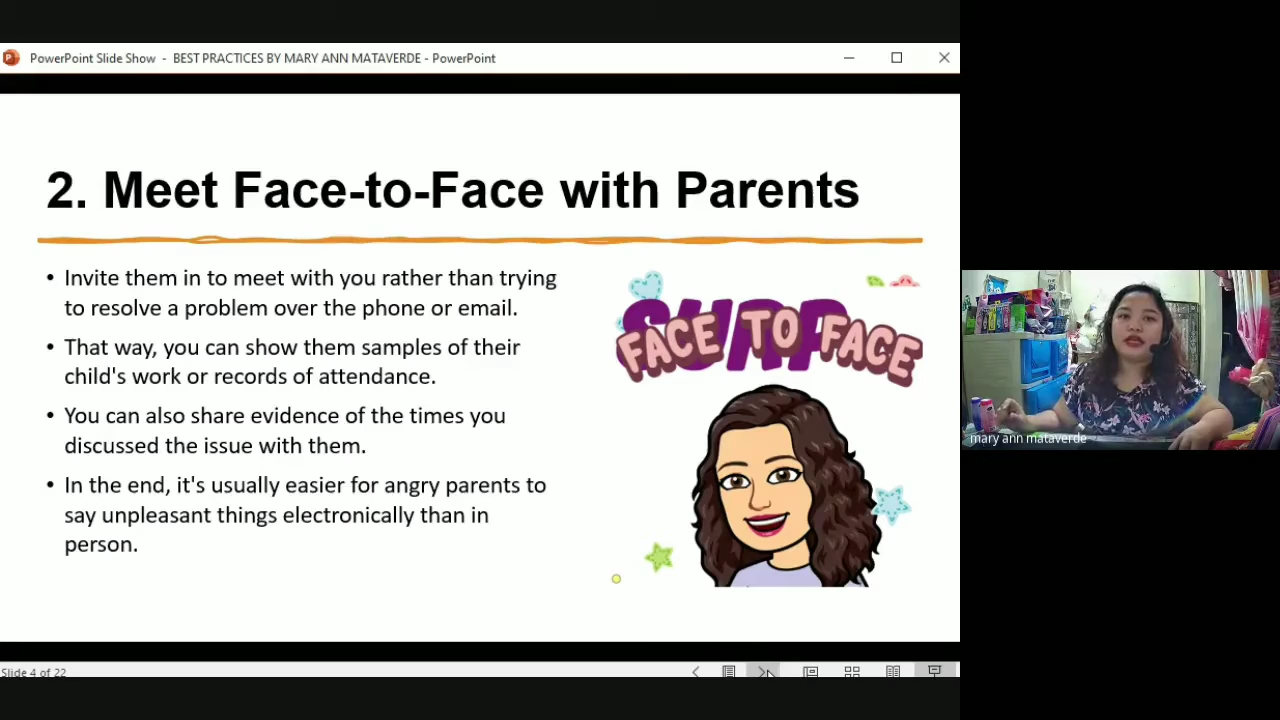 PowerPoint Slide Show - BEST PRACTICES BY MARY ANN MATAVERDE - PowerPoint
2. Meet Face-to-Face with Parents
• Invite them in to meet with you rather than trying
to resolve a problem over the phone or email.
• That way, you can show them samples of their
child's work or records of attendance.
• You can also share evidence of the times you
discussed the issue with them.
• In the end, it's usually easier for angry parents to
say unpleasant things electronically than in
person.
FACE TO FACE
mary ann mataverde
Slide 4 of 22